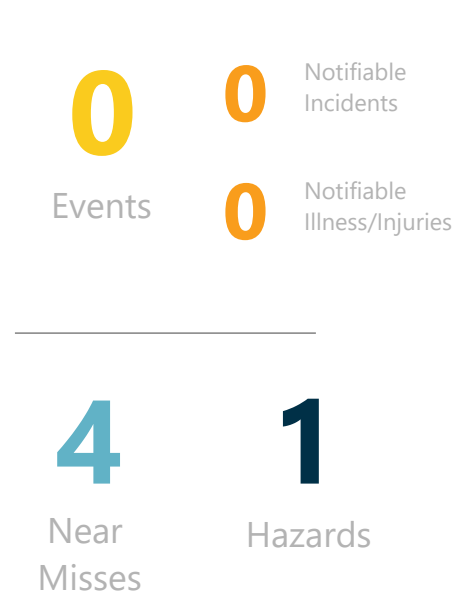 0
Events
0
Notifiable
Incidents
0
Notifiable
Illness/Injuries
4
Near
Misses
1
Hazards